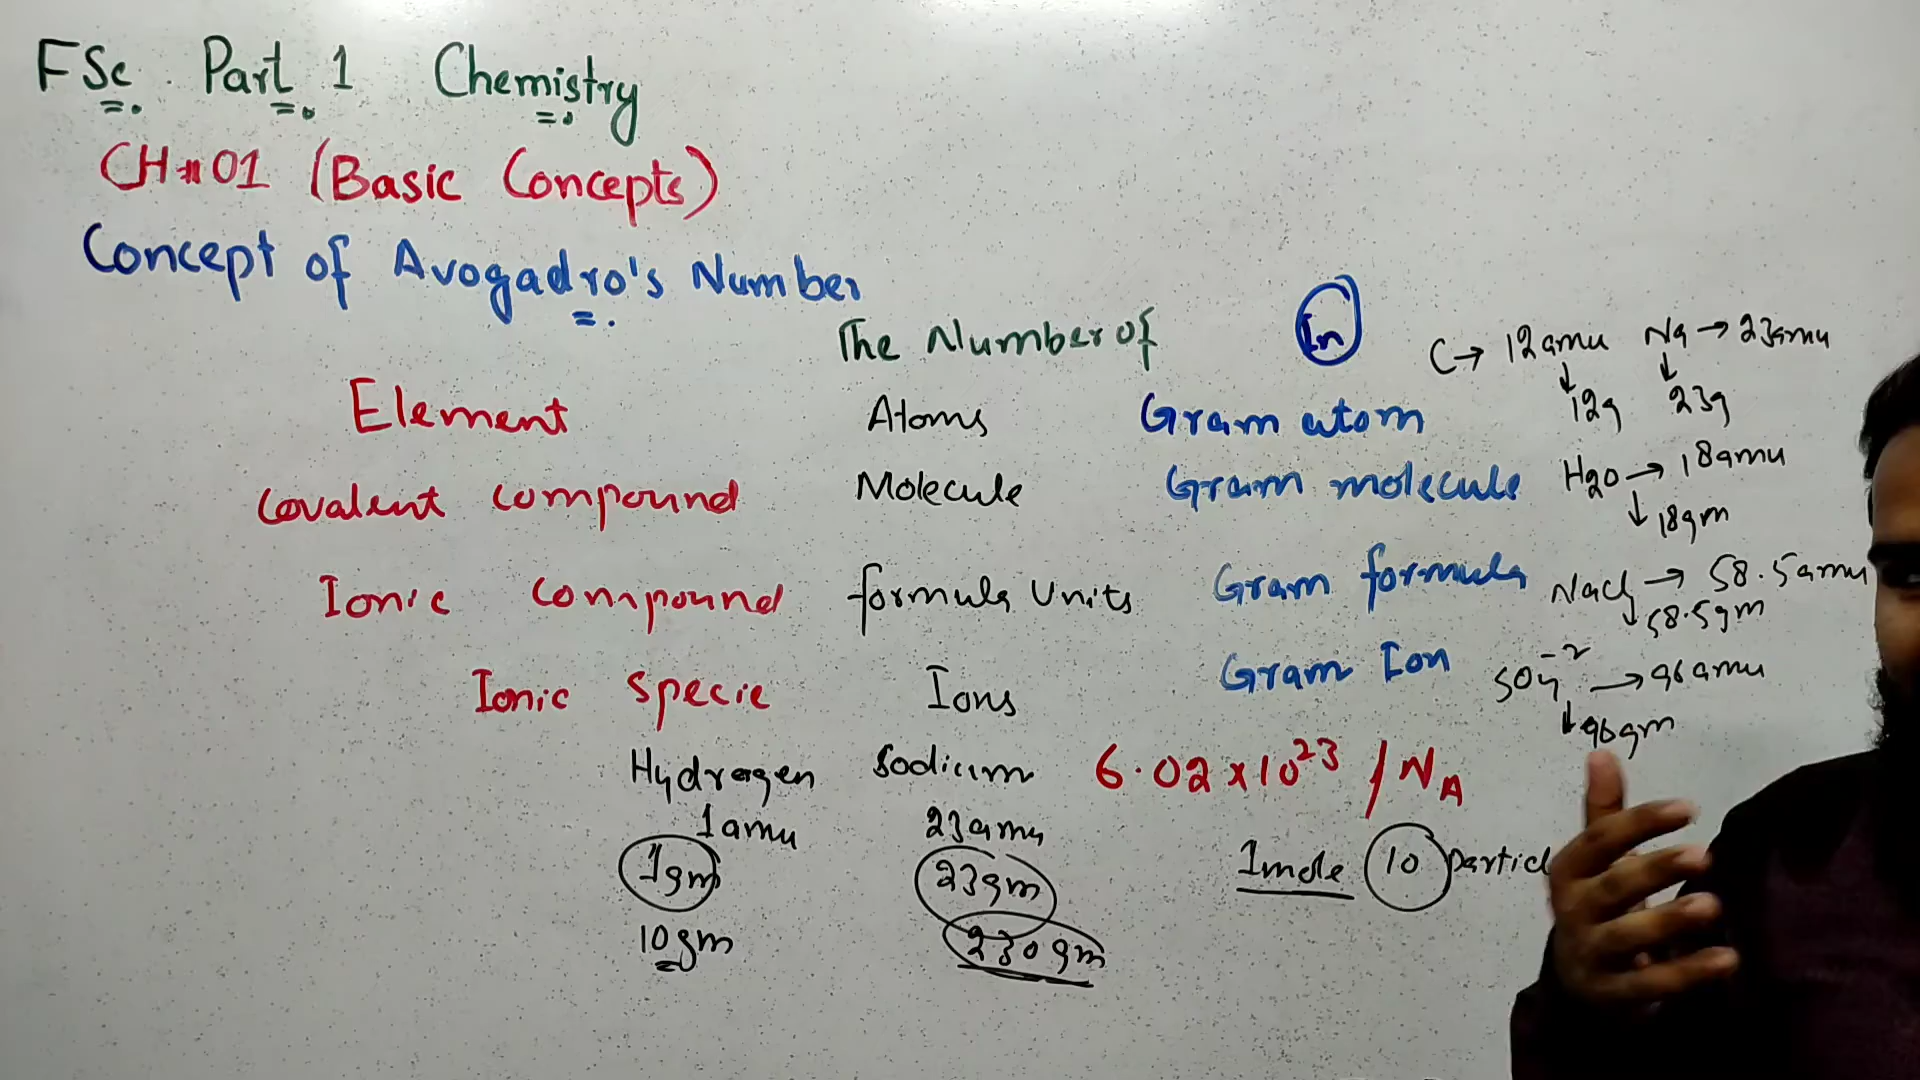 FSc Part 1 Chemistry
CH#01 (Basic Concepts)
Concept of Avogadro's Number
The Number of In
C→ 12amu Na→23amu
↓12g ↓23g
Element Atoms Gram atom
Covalent compound Molecule Gram molecule H2O→18amu
↓18gm
Ionic compound formula Units Gram formula NaCl→58.5amu
↓58.5gm
Ionic specie Ions Gram Ion SO4-2→96amu
↓96gm
Hydrogen Sodium 6.02x10^23 / NA
1amu 23amu
1gm 23gm 1mole 10 particl
10gm 230gm